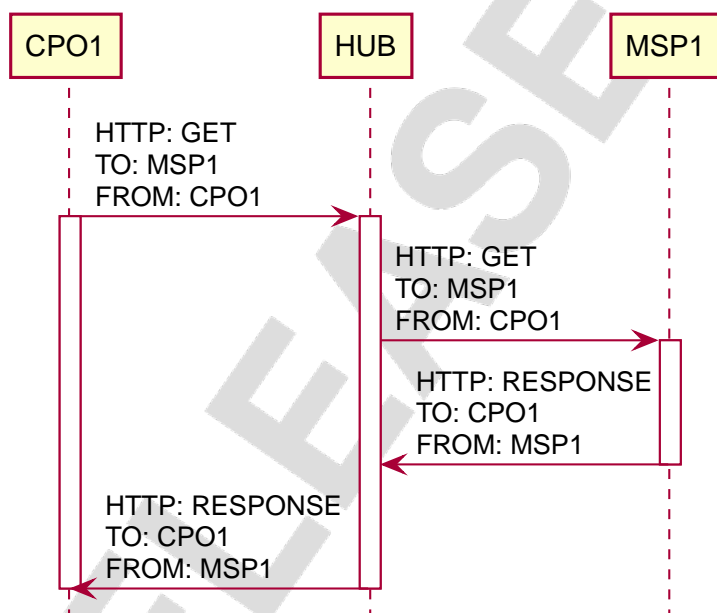 CPO1
HUB
MSP1
HTTP: GET
TO: MSP1
FROM: CPO1
HTTP: GET
TO: MSP1
FROM: CPO1
HTTP: RESPONSE
TO: CPO1
FROM: MSP1
HTTP: RESPONSE
TO: CPO1
FROM: MSP1
ELEASE